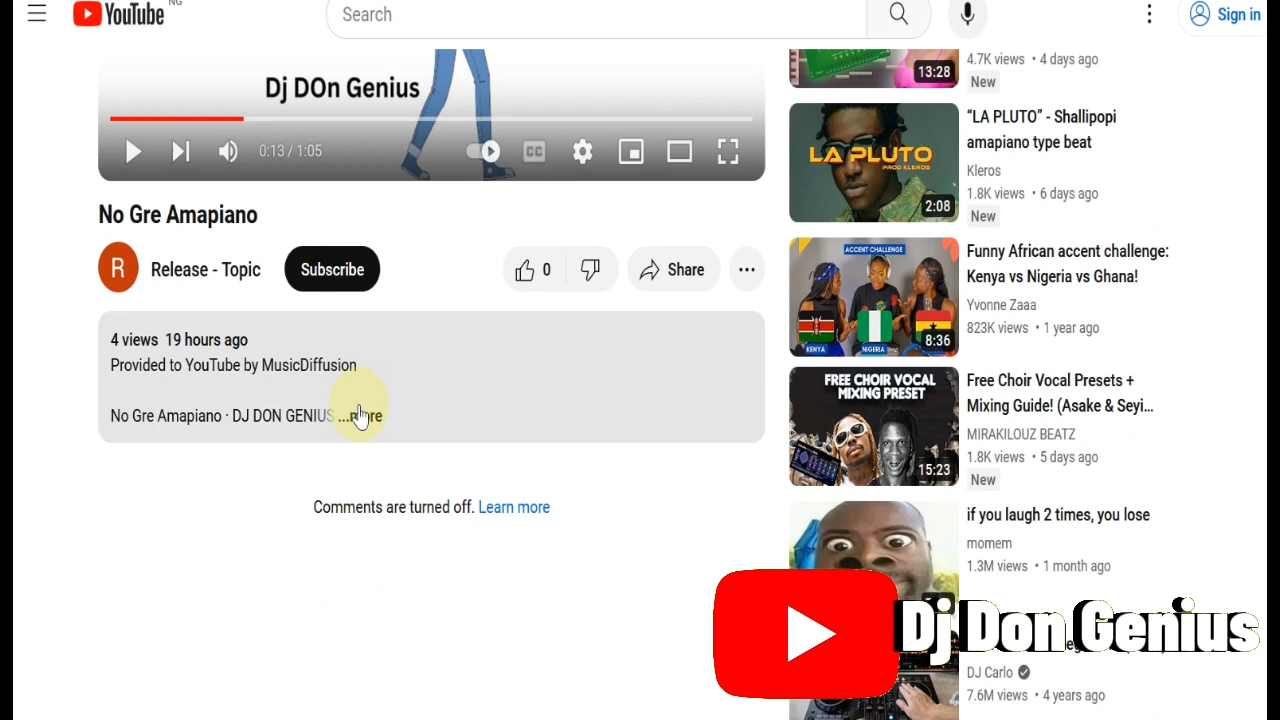 YouTube NG
Search
Sign in
Dj DOn Genius
0:13 / 1:05
CC
No Gre Amapiano
R
Release - Topic
Subscribe
0
Share
4 views 19 hours ago
Provided to YouTube by MusicDiffusion
No Gre Amapiano · DJ DON GENIUS ...more
Comments are turned off. Learn more
13:28
4.7K views • 4 days ago
New
LA PLUTO
PROD KLEROS
2:08
“LA PLUTO” - Shallipopi
amapiano type beat
Kleros
1.8K views • 6 days ago
New
ACCENT CHALLENGE
KENYA
NIGERIA
8:36
Funny African accent challenge:
Kenya vs Nigeria vs Ghana!
Yvonne Zaaa
823K views • 1 year ago
FREE CHOIR VOCAL
MIXING PRESET
15:23
Free Choir Vocal Presets +
Mixing Guide! (Asake & Seyi...
MIRAKILOUZ BEATZ
1.8K views • 5 days ago
New
if you laugh 2 times, you lose
momem
1.3M views • 1 month ago
Dj Don Genius
DJ Carlo
7.6M views • 4 years ago